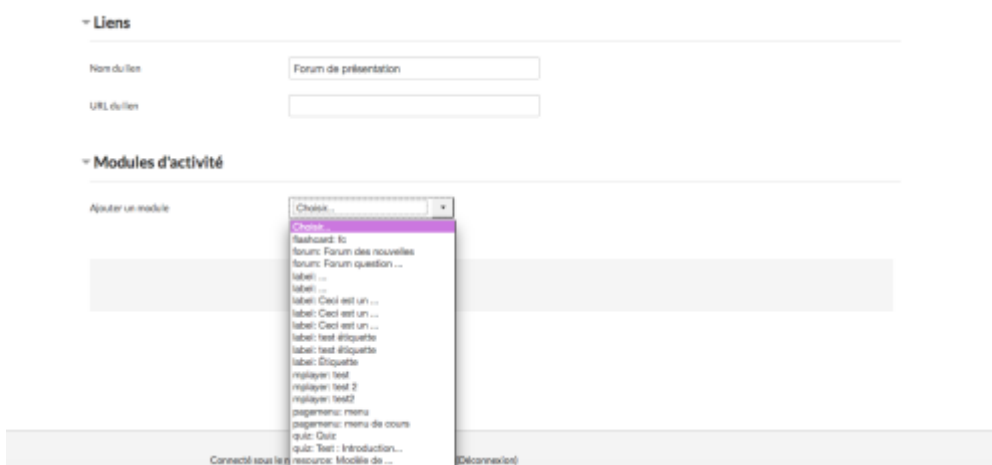 Liens
Nom du lien
Forum de présentation
URL du lien
Modules d'activité
Ajouter un module
Choisir...
Choisir...
flashcard: fc
forum: Forum des nouvelles
forum: Forum question ...
label: ...
label: ...
label: Ceci est un ...
label: Ceci est un ...
label: Ceci est un ...
label: test étiquette
label: test étiquette
label: Étiquette
mplayer: test
mplayer: test 2
mplayer: test2
pagemenu: menu
pagemenu: menu de cours
quiz: Quiz
quiz: Test : Introduction...
resource: Modèle de ...
Connecté sous le n
(Déconnexion)